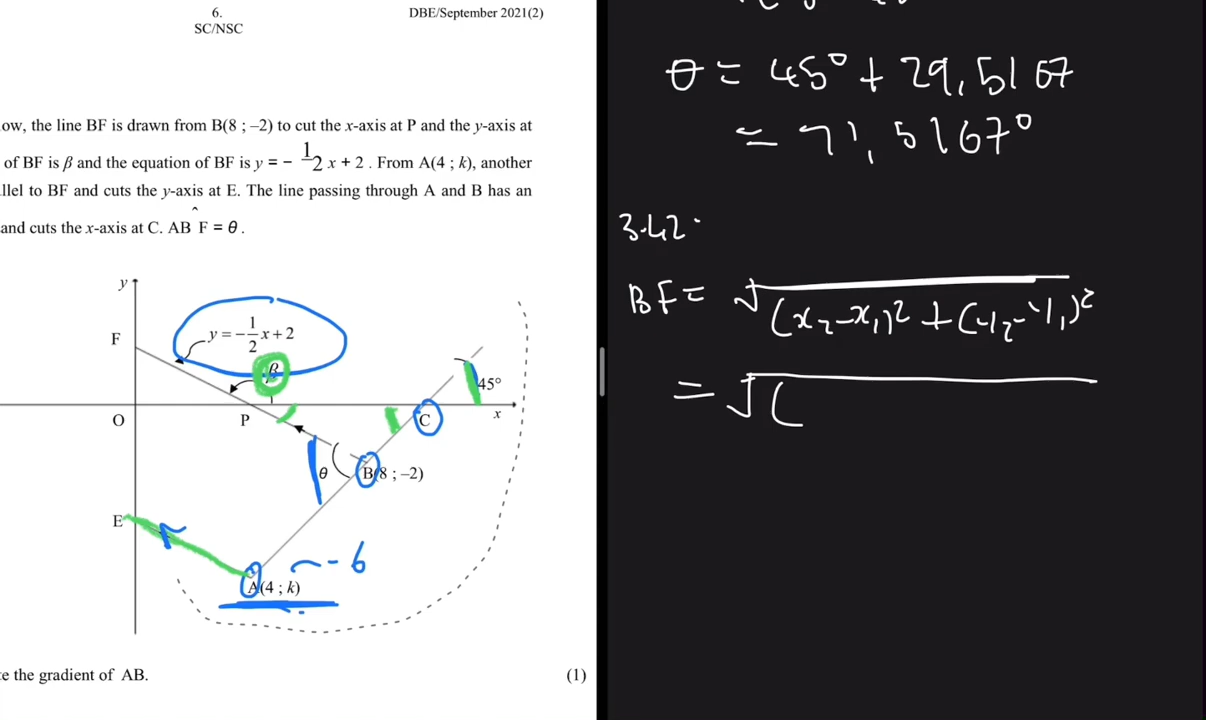 6.
SC/NSC
DBE/September 2021(2)
ow, the line BF is drawn from B(8 ; –2) to cut the x-axis at P and the y-axis at
of BF is β and the equation of BF is y = - 1/2 x + 2 . From A(4 ; k), another
llel to BF and cuts the y-axis at E. The line passing through A and B has an
and cuts the x-axis at C. AB̂F = θ .
y
F
y = -1/2 x + 2
β
45°
O
P
C
x
θ
B(8 ; –2)
E
- 6
A(4 ; k)
te the gradient of AB.
(1)
θ = 45° + 29,5167
= 71,5167°
3.42.
BF = √(x₂-x₁)² + (y₂-y₁)²
= √(